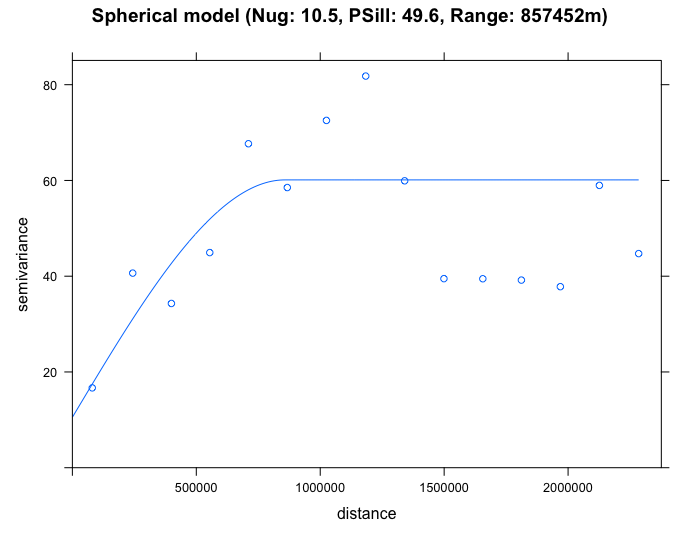 Spherical model (Nug: 10.5, PSill: 49.6, Range: 857452m)
80
60
40
20
semivariance
500000 1000000 1500000 2000000
distance